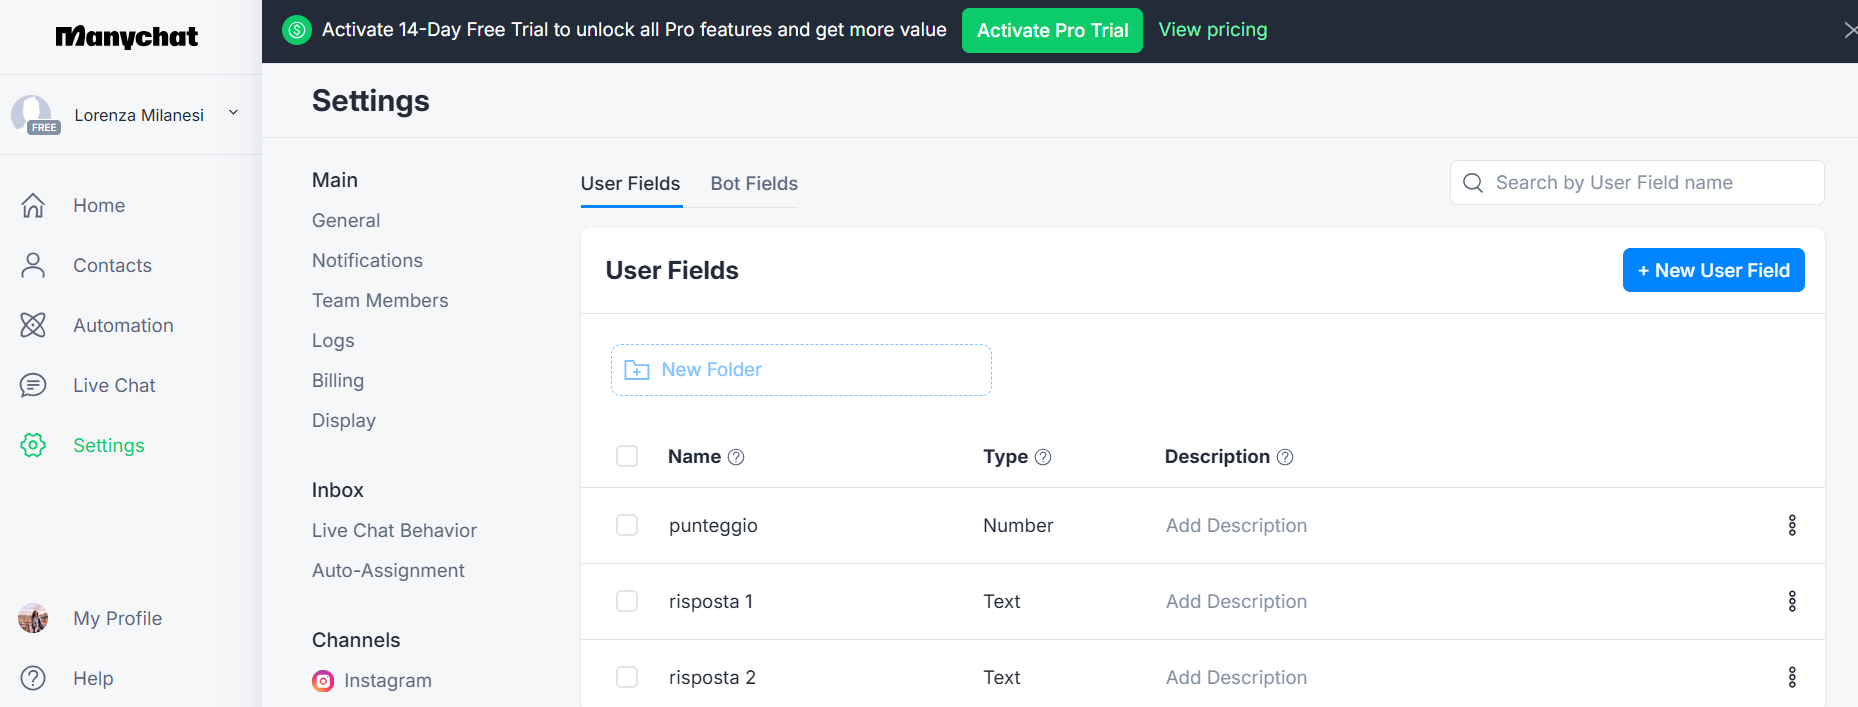 Manychat
Activate 14-Day Free Trial to unlock all Pro features and get more value
Activate Pro Trial
View pricing
FREE
Lorenza Milanesi
Home
Contacts
Automation
Live Chat
Settings
My Profile
Help
Settings
Main
General
Notifications
Team Members
Logs
Billing
Display
Inbox
Live Chat Behavior
Auto-Assignment
Channels
Instagram
User Fields
Bot Fields
Search by User Field name
User Fields
+ New User Field
New Folder
Name Type Description
punteggio Number Add Description
risposta 1 Text Add Description
risposta 2 Text Add Description